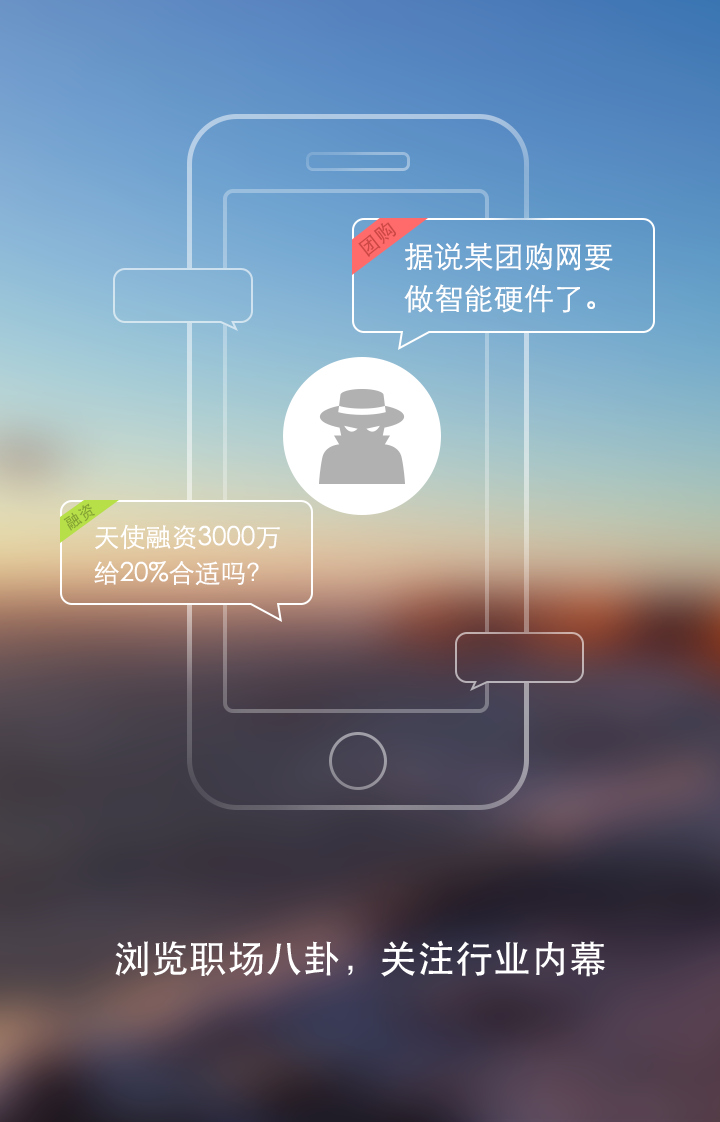 团购
据说某团购网要
做智能硬件了。
融资
天使融资3000万
给20%合适吗?
浏览职场八卦，关注行业内幕